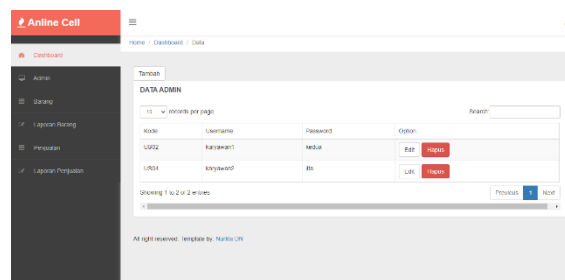 Anline Cell
Home / Dashboard / Data
Dashboard
Admin
Barang
Laporan Barang
Penjualan
Laporan Penjualan
Tambah
DATA ADMIN
10 records per page
Search:
Kode Username Password Option
US02 karyawan1 kedua Edit Hapus
US04 karyawan2 Edit Hapus
Showing 1 to 2 of 2 entries
Previous 1 Next
All right reserved. Template by: